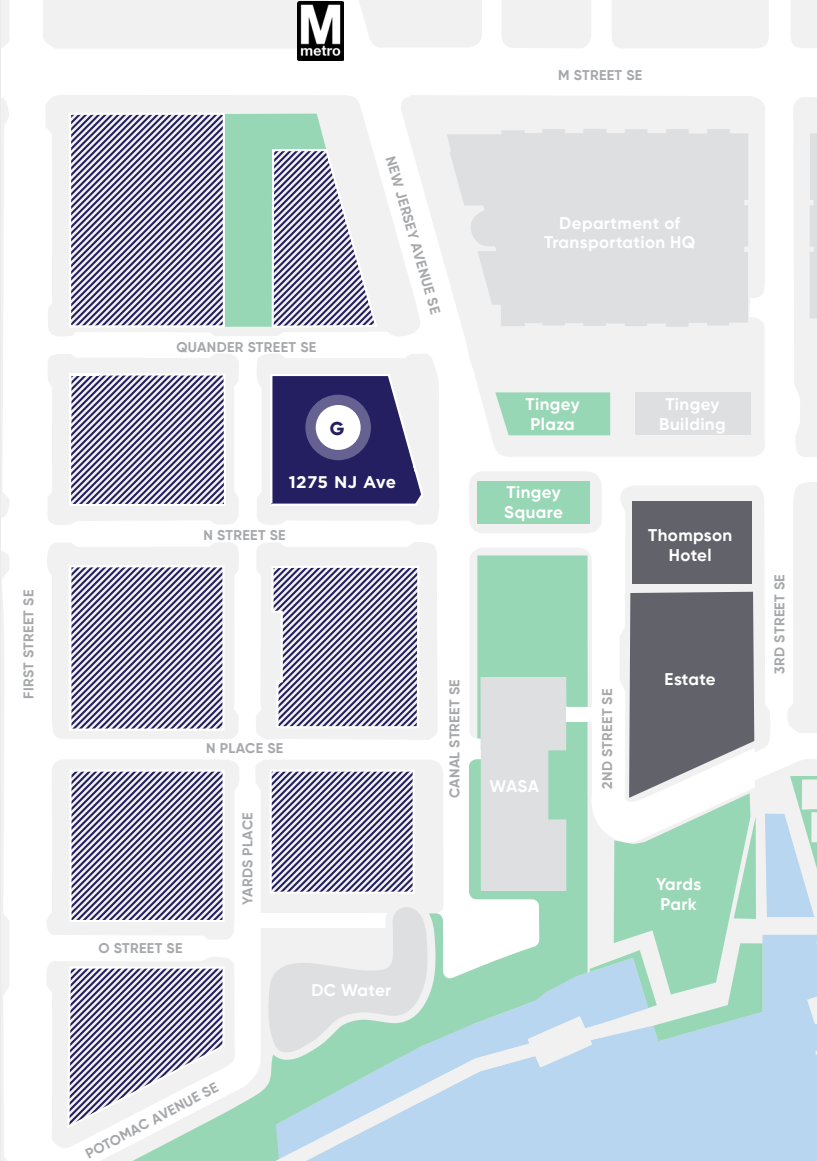 M
metro
M STREET SE
NEW JERSEY AVENUE SE
Department of
Transportation HQ
QUANDER STREET SE
Tingey
Plaza
Tingey
Building
G
1275 NJ Ave
Tingey
Square
N STREET SE
Thompson
Hotel
FIRST STREET SE
3RD STREET SE
Estate
CANAL STREET SE
2ND STREET SE
N PLACE SE
WASA
YARDS PLACE
Yards
Park
O STREET SE
DC Water
POTOMAC AVENUE SE